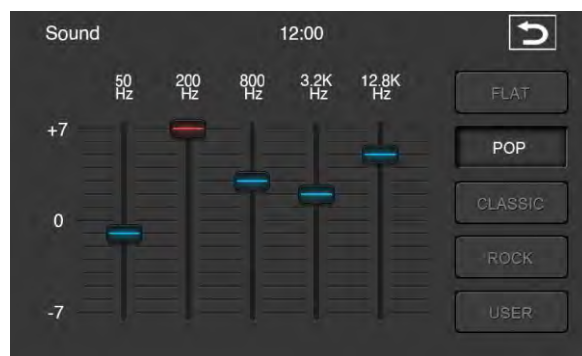 Sound
12:00
50 200 800 3.2K 12.8K
Hz Hz Hz Hz Hz
FLAT
+7
POP
CLASSIC
0
ROCK
-7
USER